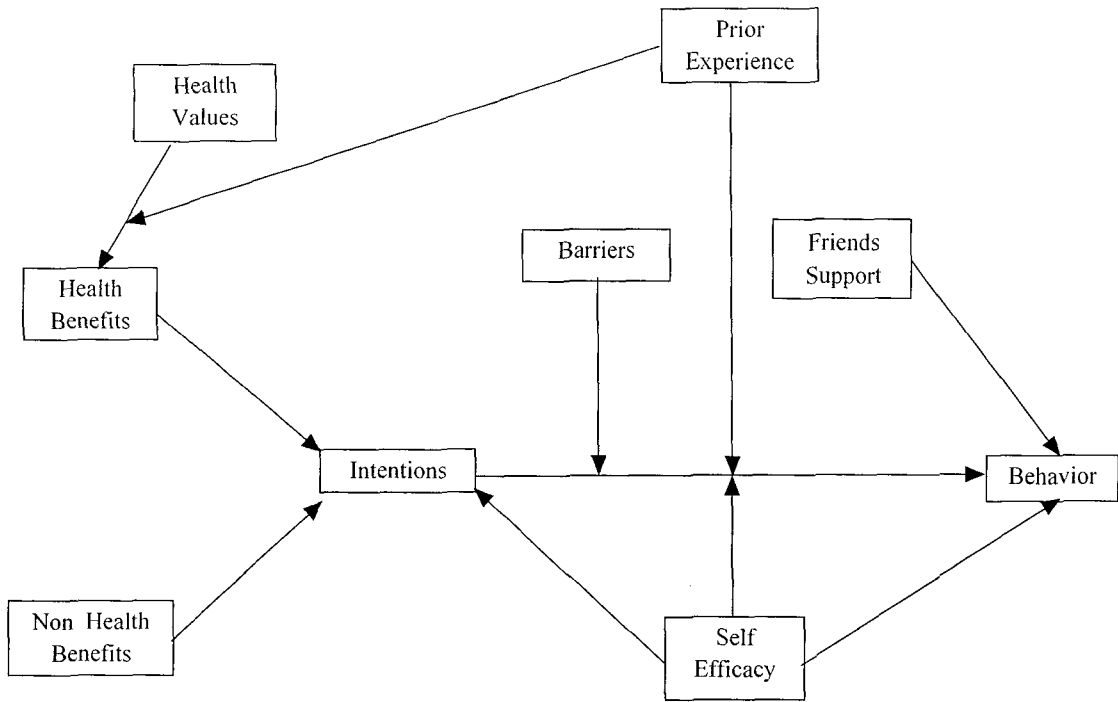 Prior
Experience
Health
Values
Barriers
Friends
Support
Health
Benefits
Intentions
Behavior
Non Health
Benefits
Self
Efficacy